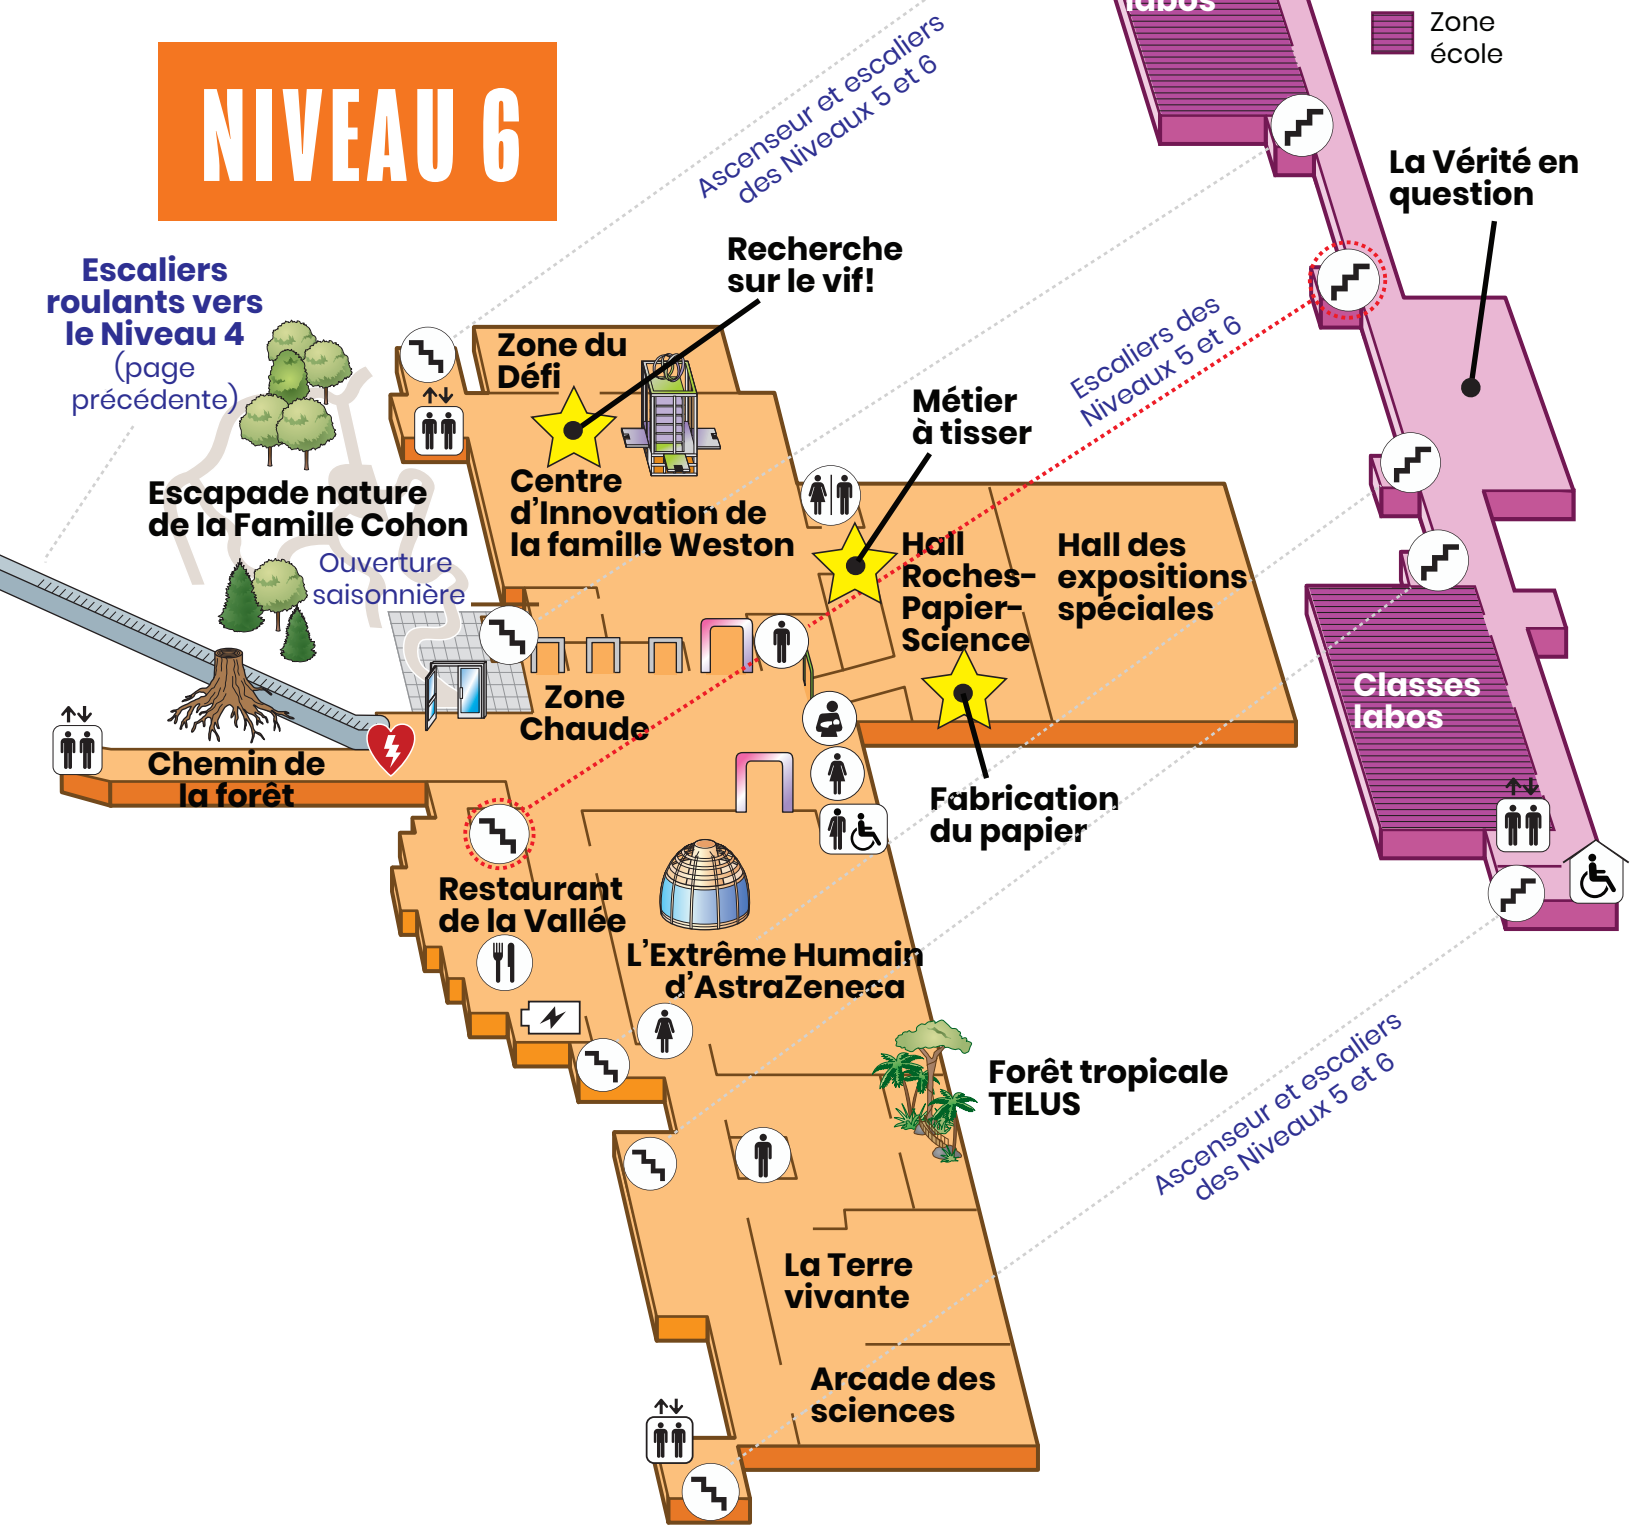 labos
Zone
école
NIVEAU 6
Ascenseur et escaliers
des Niveaux 5 et 6
La Vérité en
question
Recherche
sur le vif!
Escaliers
roulants vers
le Niveau 4
(page
précédente)
Escaliers des
Niveaux 5 et 6
Zone du
Défi
Métier
à tisser
Centre
d'Innovation de
la famille Weston
Escapade nature
de la Famille Cohon
Ouverture
saisonnière
Hall
Roches-
Papier-
Science
Hall des
expositions
spéciales
Zone
Chaude
Classes
labos
Chemin de
la forêt
Fabrication
du papier
Restaurant
de la Vallée
L'Extrême Humain
d'AstraZeneca
Forêt tropicale
TELUS
Ascenseur et escaliers
des Niveaux 5 et 6
La Terre
vivante
Arcade des
sciences